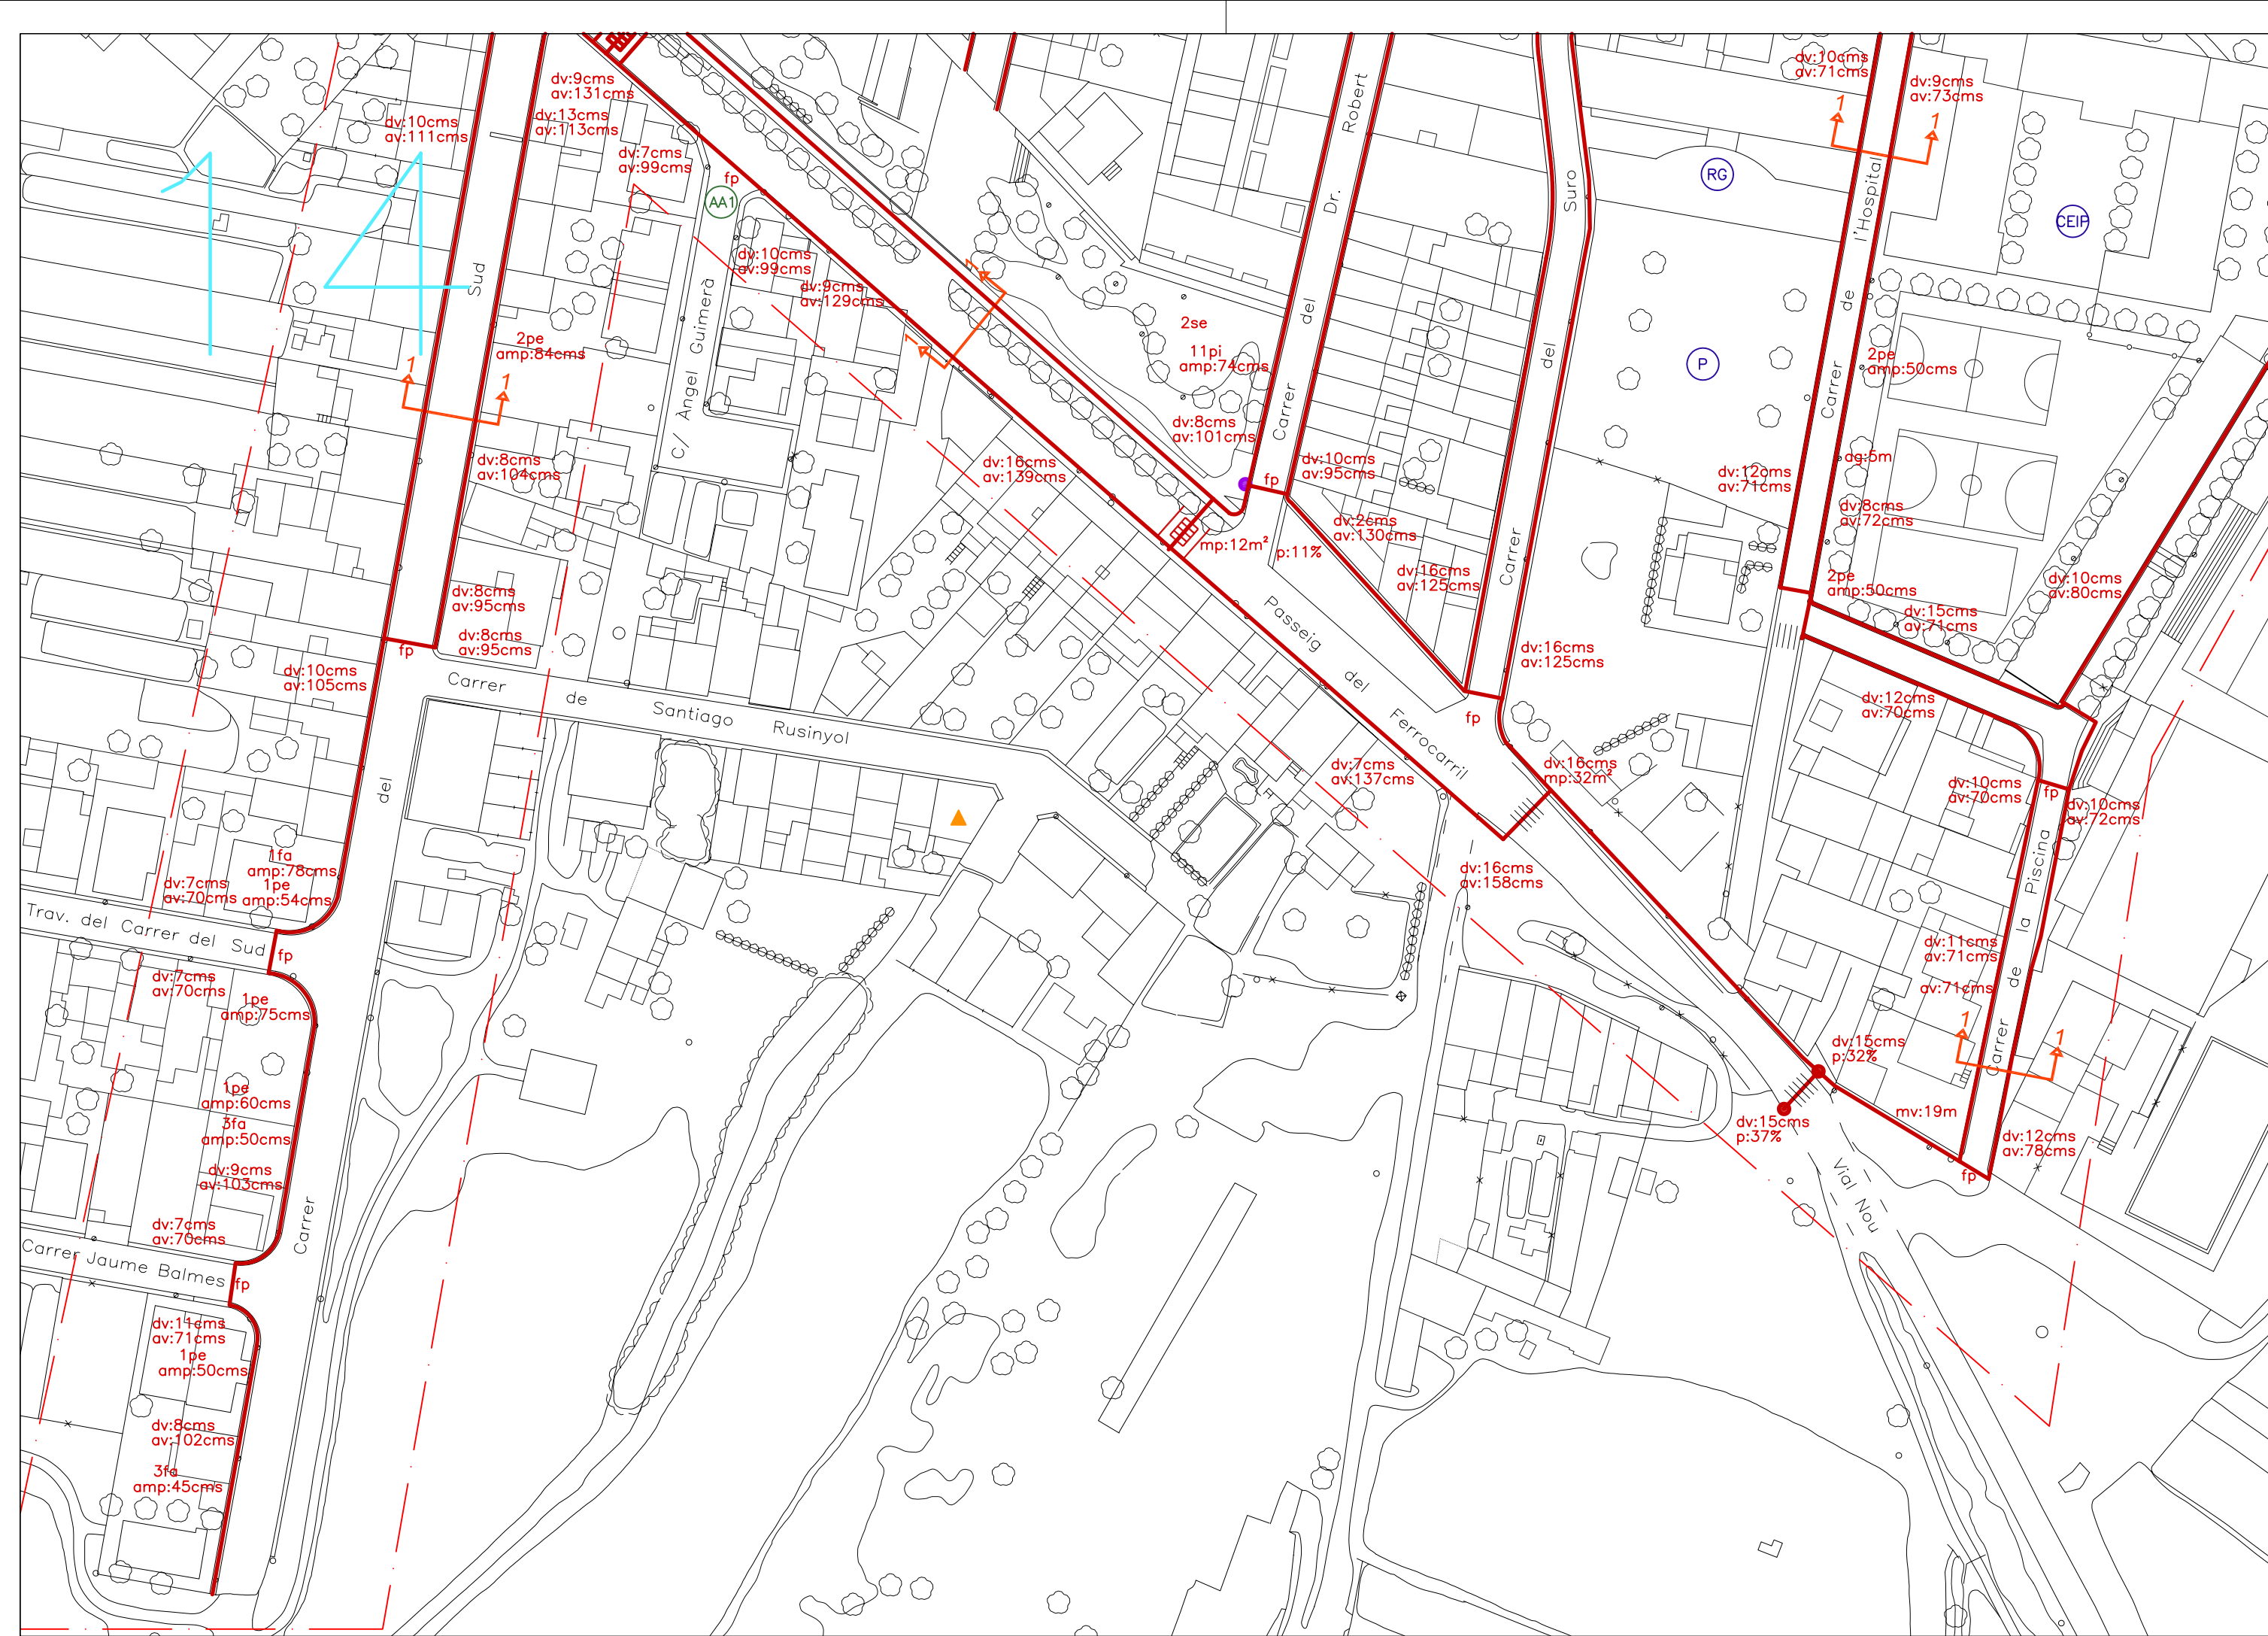 14
dv:10cms
av:111cms
dv:9cms
av:131cms
dv:13cms
av:113cms
dv:7cms
av:99cms
fp
AA1
dv:10cms
av:99cms
dv:9cms
av:129cms
Sud
C/ Àngel Guimerà
2pe
amp:84cms
1
1
1
1
dv:8cms
av:104cms
dv:8cms
av:95cms
dv:8cms
av:95cms
fp
dv:10cms
av:105cms
Carrer de Santiago Rusinyol
del
Carrer
1fa
amp:78cms
1pe
amp:54cms
dv:7cms
av:70cms
Trav. del Carrer del Sud
fp
dv:7cms
av:70cms
1pe
amp:75cms
1pe
amp:60cms
3fa
amp:50cms
dv:9cms
av:103cms
dv:7cms
av:70cms
Carrer Jaume Balmes
fp
dv:11cms
av:71cms
1pe
amp:50cms
dv:8cms
av:102cms
3fa
amp:45cms
2se
11pi
amp:74cms
dv:8cms
av:101cms
dv:16cms
av:139cms
Carrer del Dr. Robert
fp
dv:10cms
av:95cms
mp:12m²
p:11%
dv:2cms
av:130cms
dv:16cms
av:125cms
Carrer del Suro
Passeig del Ferrocarril
fp
dv:16cms
av:125cms
dv:16cms
mp:32m²
dv:7cms
av:137cms
dv:16cms
av:158cms
RG
P
CEIP
dv:10cms
av:71cms
dv:9cms
av:73cms
1
1
Carrer de l'Hospital
2pe
amp:50cms
dg:5m
dv:12cms
av:71cms
dv:8cms
av:72cms
2pe
amp:50cms
dv:15cms
av:71cms
dv:10cms
av:80cms
dv:12cms
av:70cms
dv:10cms
av:70cms
fp
dv:10cms
av:72cms
Carrer de la Piscina
dv:11cms
av:71cms
av:71cms
1
1
dv:15cms
p:32%
dv:15cms
p:37%
mv:19m
dv:12cms
av:78cms
fp
Vial Nou